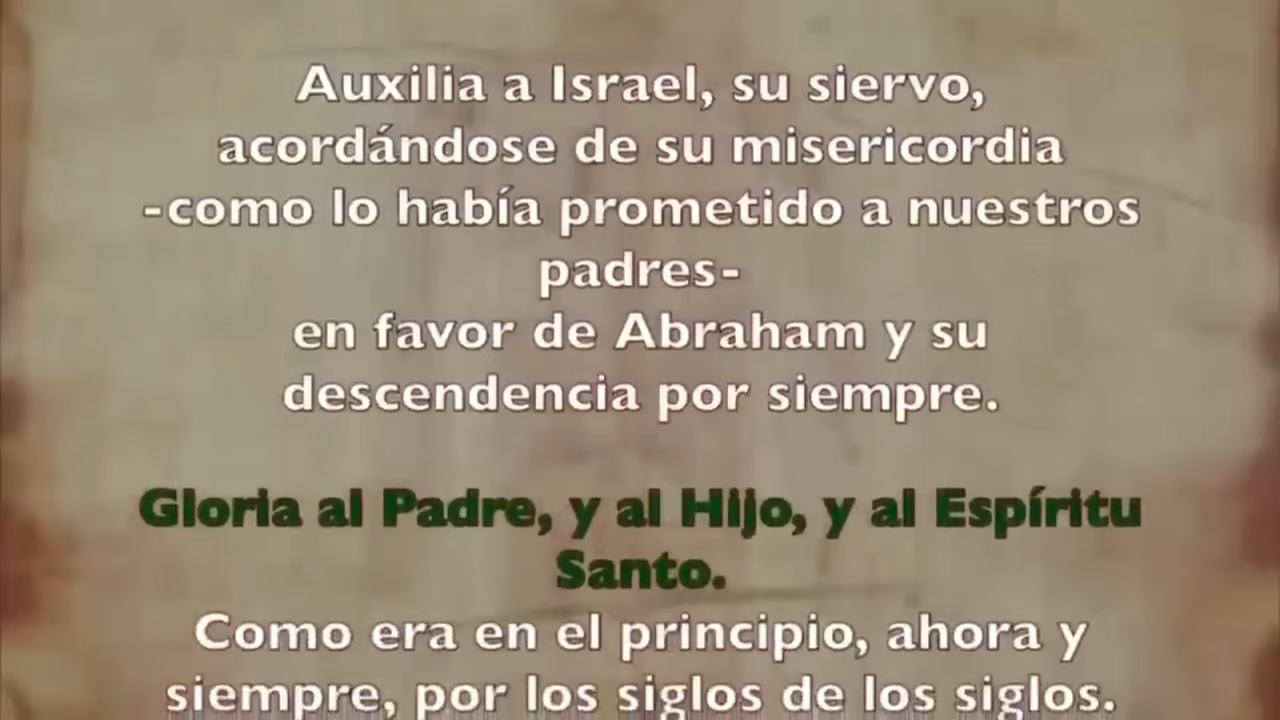 Auxilia a Israel, su siervo,
acordándose de su misericordia
-como lo había prometido a nuestros
padres-
en favor de Abraham y su
descendencia por siempre.
Gloria al Padre, y al Hijo, y al Espíritu
Santo.
Como era en el principio, ahora y
siempre, por los siglos de los siglos.